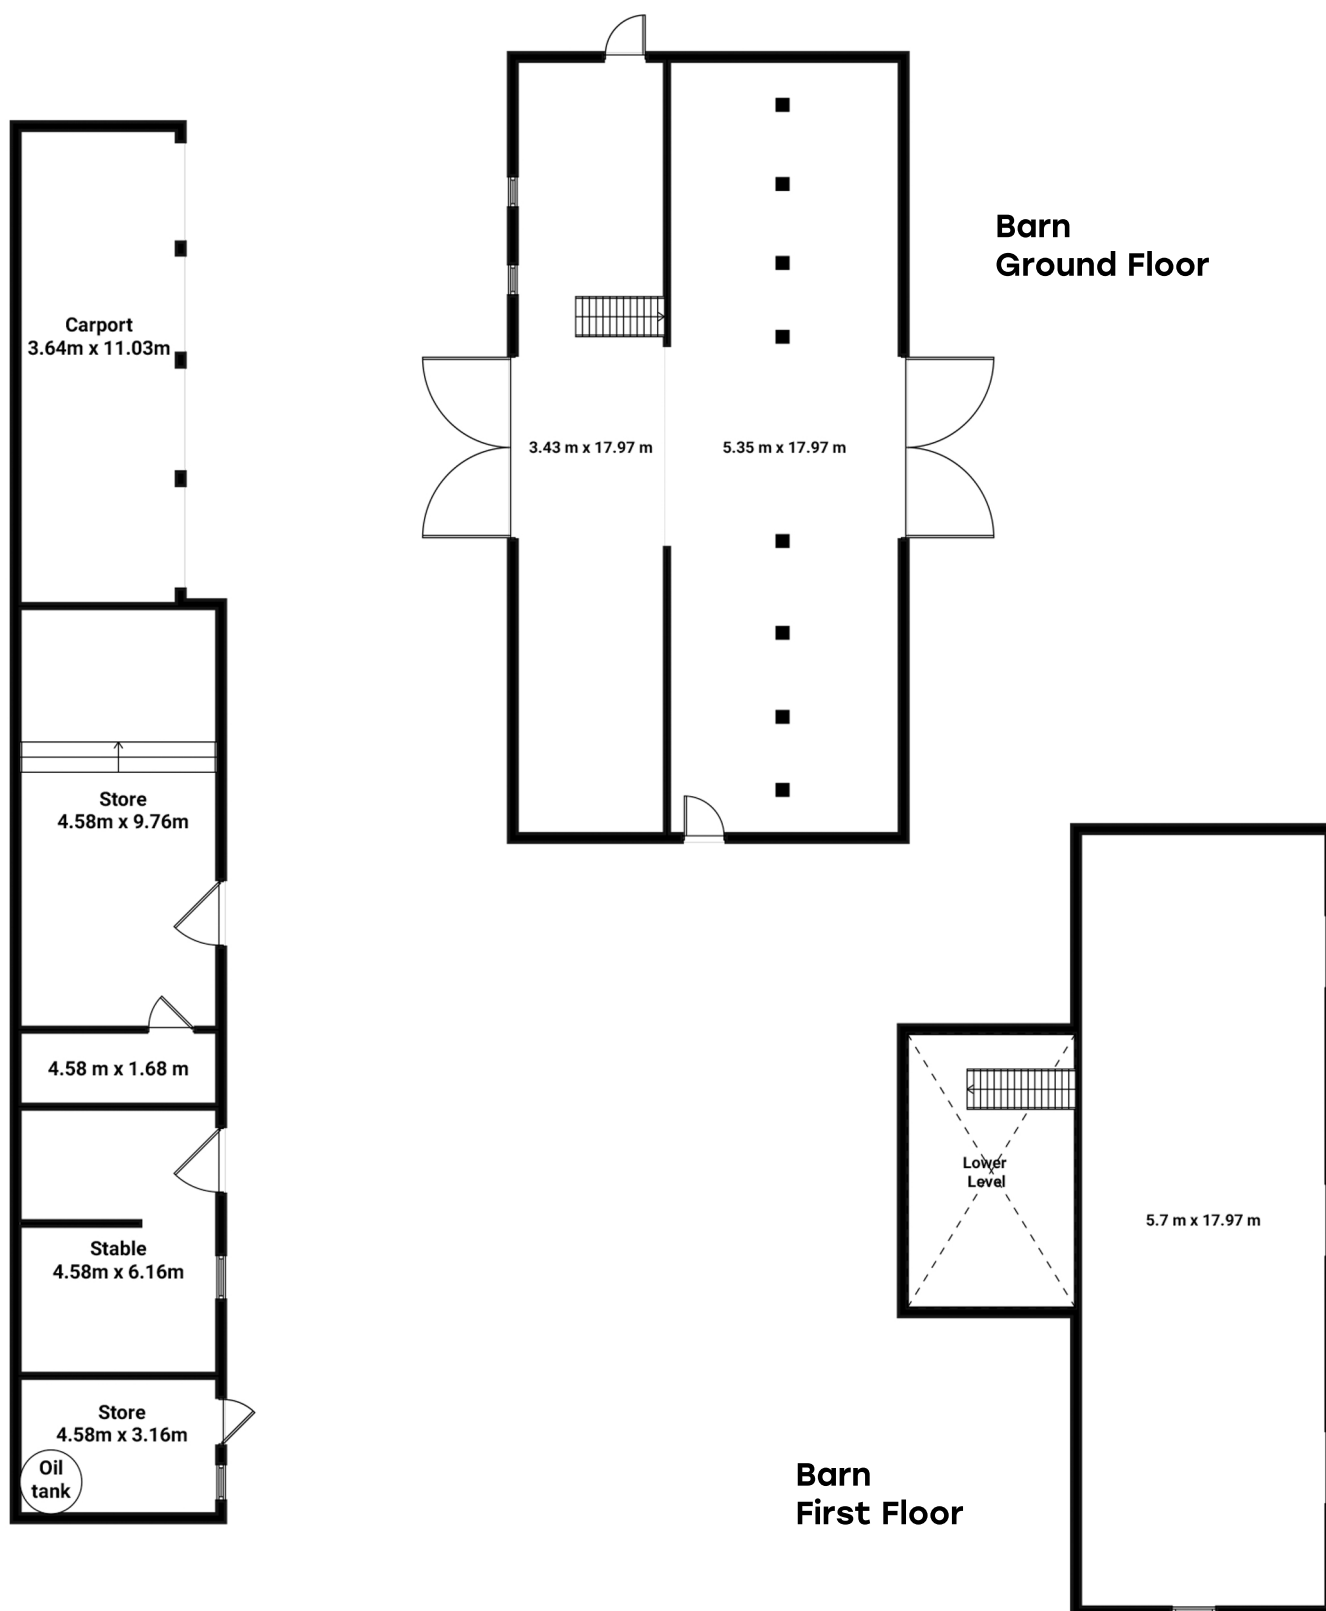 Barn
Ground Floor
Carport
3.64m x 11.03m
3.43 m x 17.97 m
5.35 m x 17.97 m
Store
4.58m x 9.76m
4.58 m x 1.68 m
Lower
Level
5.7 m x 17.97 m
Stable
4.58m x 6.16m
Store
4.58m x 3.16m
Oil
tank
Barn
First Floor